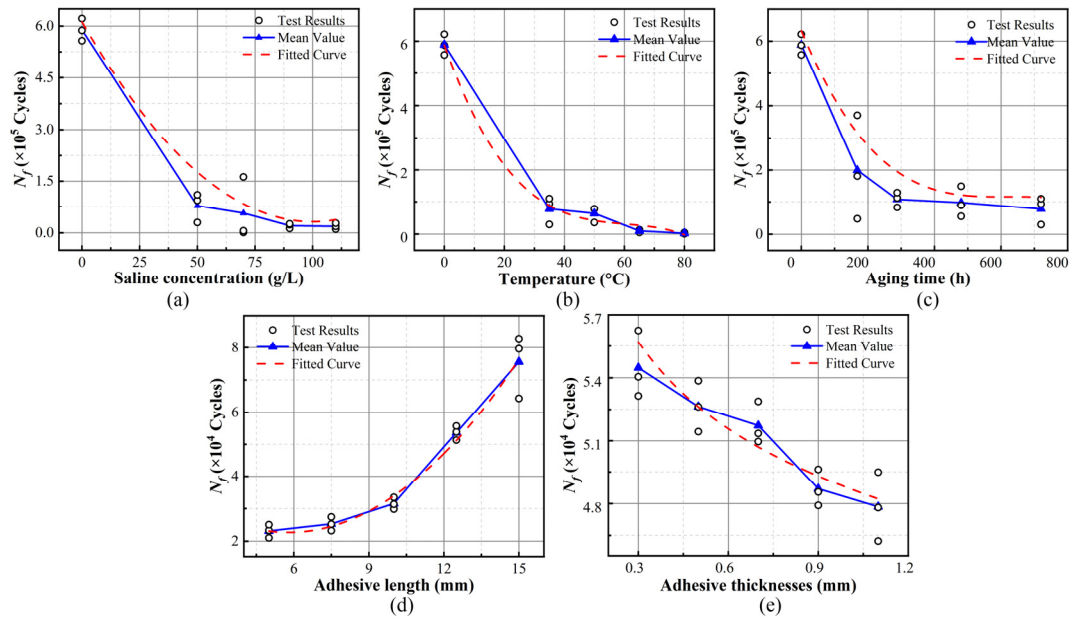 6.0
4.5
3.0
1.5
0.0
N_f (×10^5 Cycles)
Test Results
Mean Value
Fitted Curve
0 25 50 75 100
Saline concentration (g/L)
(a)
6
4
2
0
N_f (×10^5 Cycles)
Test Results
Mean Value
Fitted Curve
0 20 40 60 80
Temperature (°C)
(b)
6
4
2
0
N_f (×10^5 Cycles)
Test Results
Mean Value
Fitted Curve
0 200 400 600 800
Aging time (h)
(c)
8
6
4
2
N_f (×10^4 Cycles)
Test Results
Mean Value
Fitted Curve
6 9 12 15
Adhesive length (mm)
(d)
5.7
5.4
5.1
4.8
N_f (×10^4 Cycles)
Test Results
Mean Value
Fitted Curve
0.3 0.6 0.9 1.2
Adhesive thicknesses (mm)
(e)